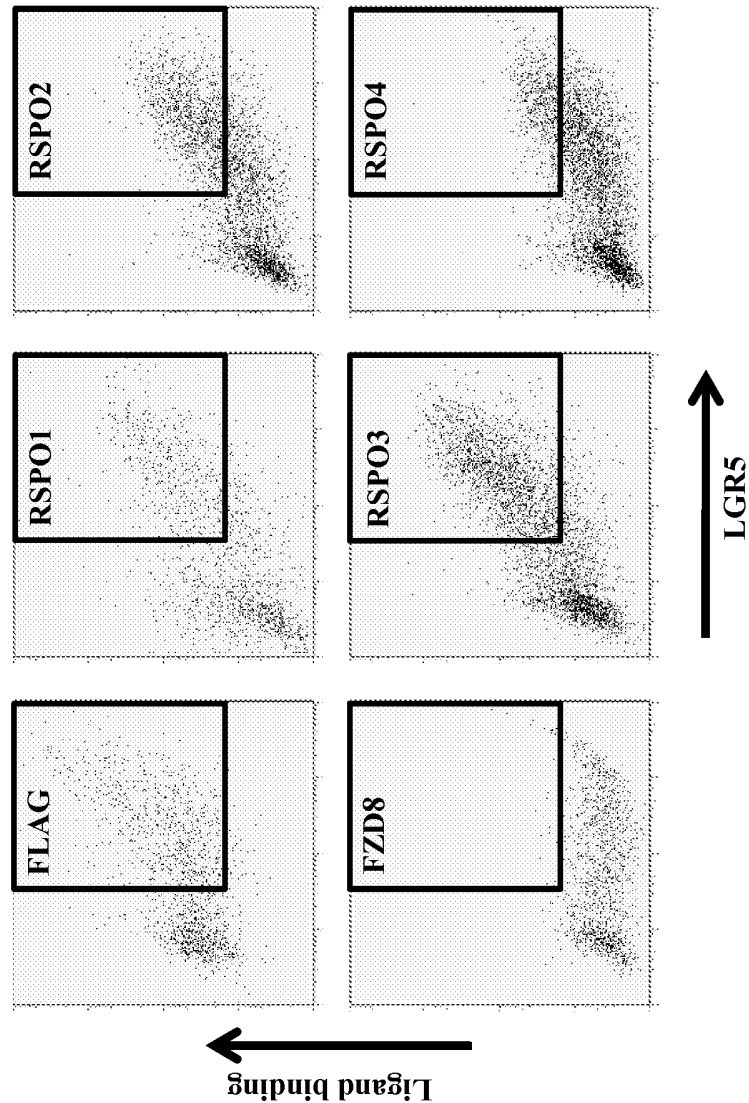 FLAG
RSPO1
RSPO2
FZD8
RSPO3
RSPO4
Ligand binding
LGR5